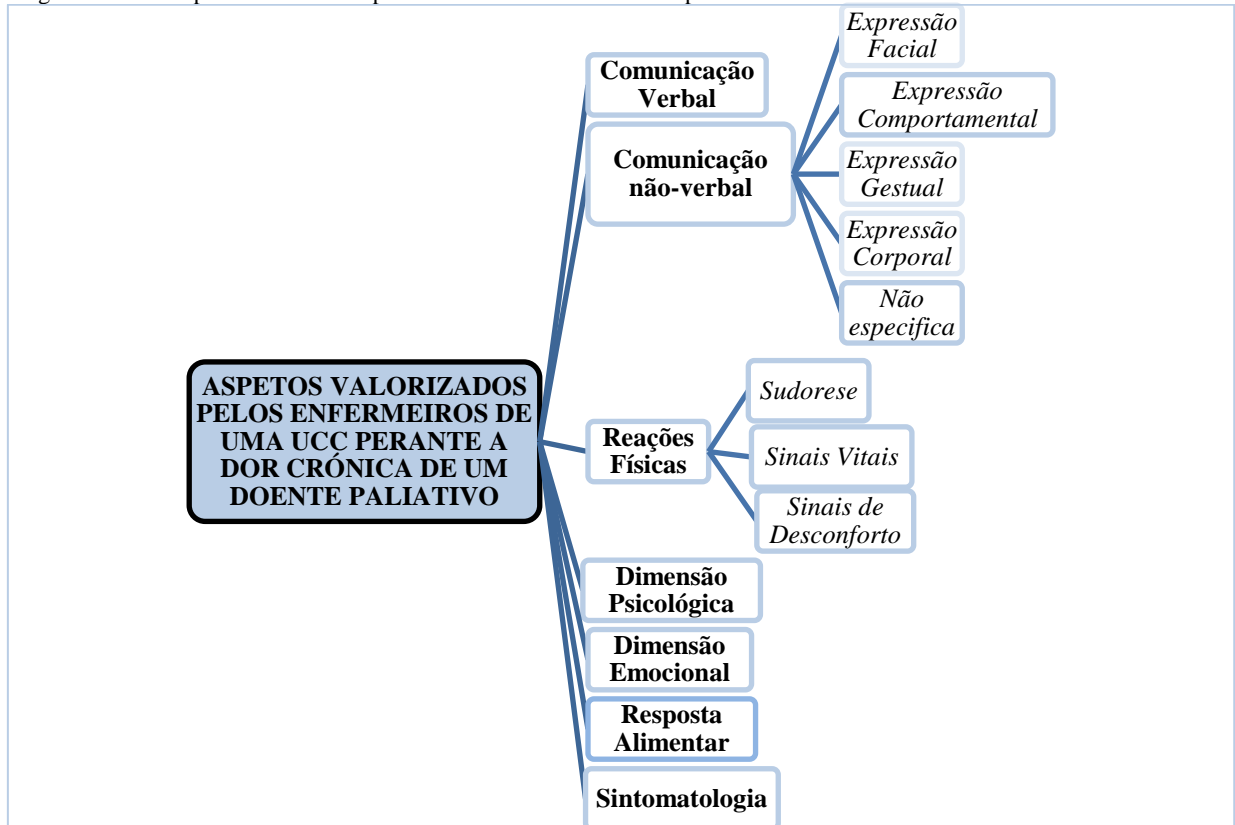 Expressão
Facial
Comunicação
Verbal
Expressão
Comportamental
Comunicação
não-verbal
Expressão
Gestual
Expressão
Corporal
Não
especifica
ASPETOS VALORIZADOS
PELOS ENFERMEIROS DE
UMA UCC PERANTE A
DOR CRÓNICA DE UM
DOENTE PALIATIVO
Reações
Físicas
Sudorese
Sinais Vitais
Sinais de
Desconforto
Dimensão
Psicológica
Dimensão
Emocional
Resposta
Alimentar
Sintomatologia